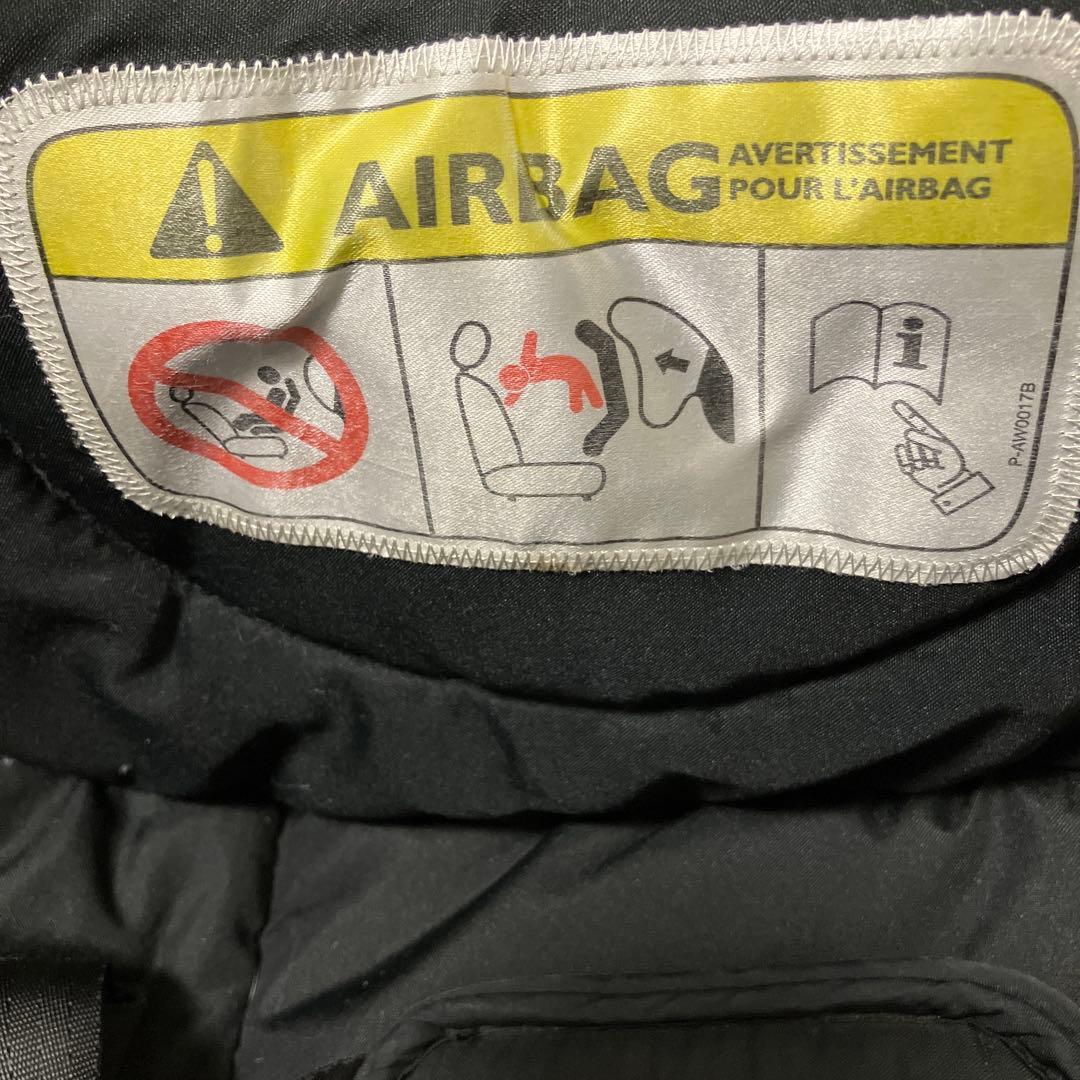 AIRBAG
AVERTISSEMENT
POUR L'AIRBAG
i
P-AW0017B